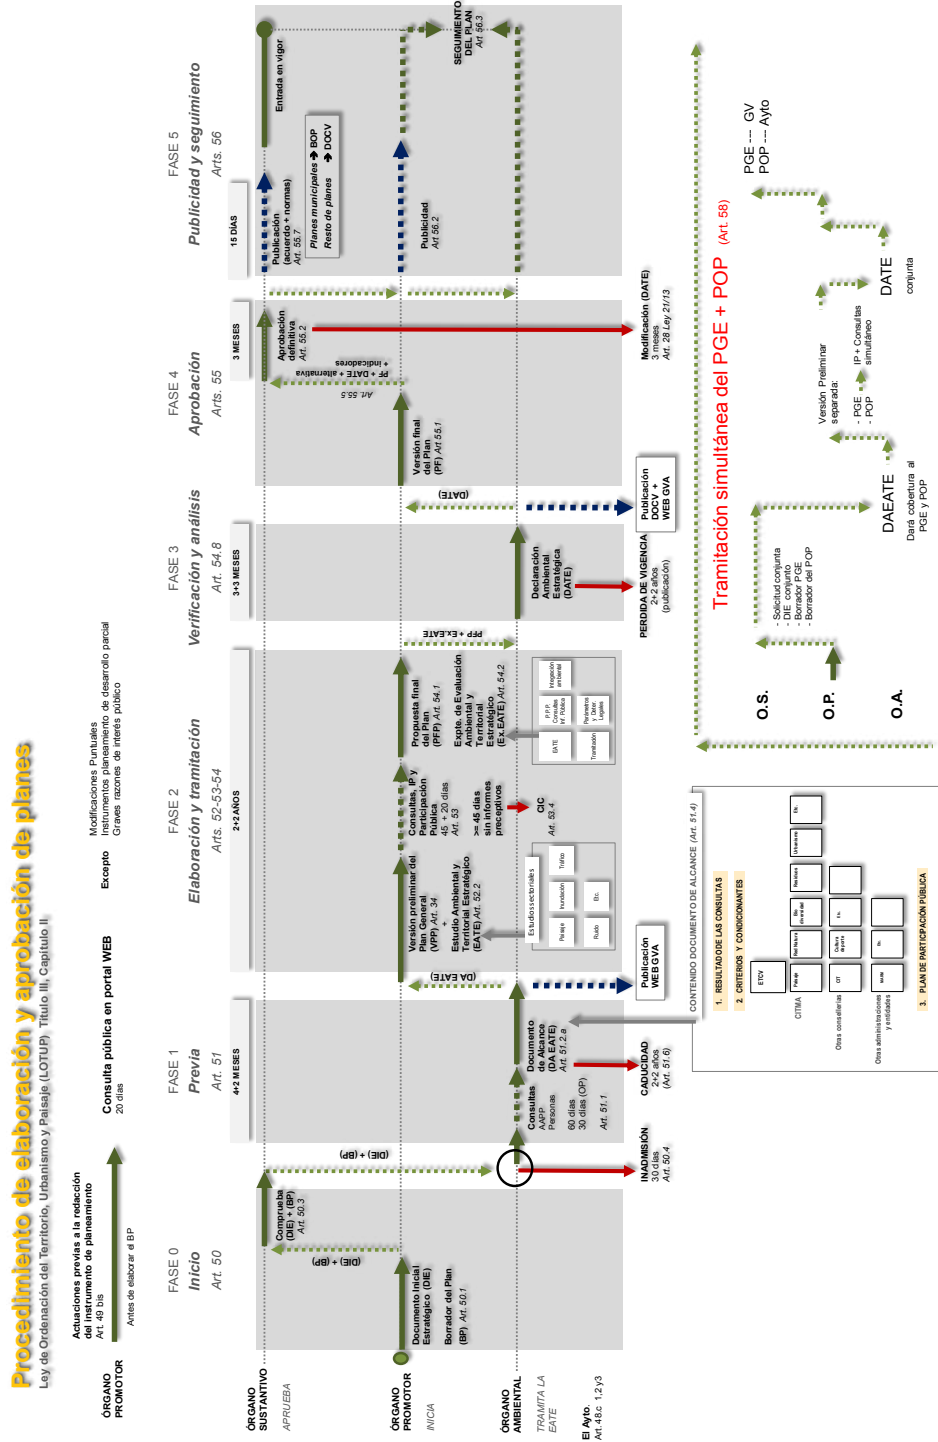 Procedimiento de elaboración y aprobación de planes
Ley de Ordenación del Territorio, Urbanismo y Paisaje (LOTUP) Título III, Capítulo II
ÓRGANO
PROMOTOR
Actuaciones previas a la redacción
del instrumento de planeamiento
Art. 49 bis
Antes de elaborar el BP
Consulta pública en portal WEB
20 días
Excepto
Modificaciones Puntuales
Instrumentos planeamiento de desarrollo parcial
Graves razones de interés público
FASE 0
Inicio
Art. 50
FASE 1
Previa
Art. 51
FASE 2
Elaboración y tramitación
Arts. 52-53-54
FASE 3
Verificación y análisis
Art. 54.8
FASE 4
Aprobación
Arts. 55
FASE 5
Publicidad y seguimiento
Arts. 56
4+2 MESES
2+2 AÑOS
3+3 MESES
3 MESES
15 DÍAS
ÓRGANO
SUSTANTIVO
APRUEBA
Comprueba
(DIE) + (BP)
Art. 50.3
Aprobación
definitiva
Art. 55.2
Publicación
(acuerdo + normas)
Art. 55.7
Planes municipales ➔ BOP
Resto de planes ➔ DOCV
Entrada en vigor
(DIE) + (BP)
(DIE) + (BP)
(DA EATE)
PFP + Ex.EATE
(DATE)
PF + DATE + alternativa
+ indicadores
Art. 55.5
ÓRGANO
PROMOTOR
INICIA
Documento Inicial
Estratégico (DIE)
Borrador del Plan
(BP) Art. 50.1
Versión preliminar del
Plan General
(VPP) Art. 34
+
Estudio Ambiental y
Territorial Estratégico
(EATE) Art. 52.2
Consultas, IP y
Participación
Pública
45 + 20 días
Art. 53
>= 45 días
sin informes
preceptivos
CIC
Art. 53.4
Propuesta final
del Plan
(PFP) Art. 54.1
Expte. de Evaluación
Ambiental y
Territorial
Estratégico
(Ex.EATE) Art. 54.2
Versión final
del Plan
(PF) Art 55.1
Publicidad
Art 56.2
SEGUIMIENTO
DEL PLAN
Art 56.3
Estudios sectoriales
Paisaje
Inundación
Tráfico
Ruido
Etc.
EATE
P.P.P.
Consultas
Inf. Pública
Integración
ambiental
Tramitación
Parámetros
y Deter.
Legales
ÓRGANO
AMBIENTAL
TRAMITA LA
EATE
El Ayto.
Art. 48.c 1,2 y3
Consultas
AAPP
Personas
60 días
30 días (OP)
Art. 51.1
Documento
de Alcance
(DA EATE)
Art. 51.2.a
Declaración
Ambiental
Estratégica
(DATE)
INADMISIÓN
30 días
Art. 50.4
CADUCIDAD
2+2 años
(Art. 51.6)
Publicación
WEB GVA
PERDIDA DE VIGENCIA
2+2 años
(publicación)
Publicación
DOCV +
WEB GVA
Modificación (DATE)
3 meses
Art. 28 Ley 21/13
CONTENIDO DOCUMENTO DE ALCANCE (Art. 51.4)
1. RESULTADO DE LAS CONSULTAS
2. CRITERIOS Y CONDICIONANTES
ETCV
CITMA
Paisaje
Red Natura
Bio
diversidad
Residuos
Urbanismo
Etc.
Otras consellerias
CIT
Cultura
deporte
Etc.
Otras administraciones
y entidades
Etc.
3. PLAN DE PARTICIPACIÓN PÚBLICA
Tramitación simultánea del PGE + POP (Art. 58)
O.S.
O.P.
O.A.
- Solicitud conjunta
- DIE conjunto
- Borrador PGE
- Borrador del POP
DAEATE
Dará cobertura al
PGE y POP
Versión Preliminar
separada:
- PGE
- POP
IP + Consultas
simultáneo
DATE
conjunta
PGE --- GV
POP --- Ayto